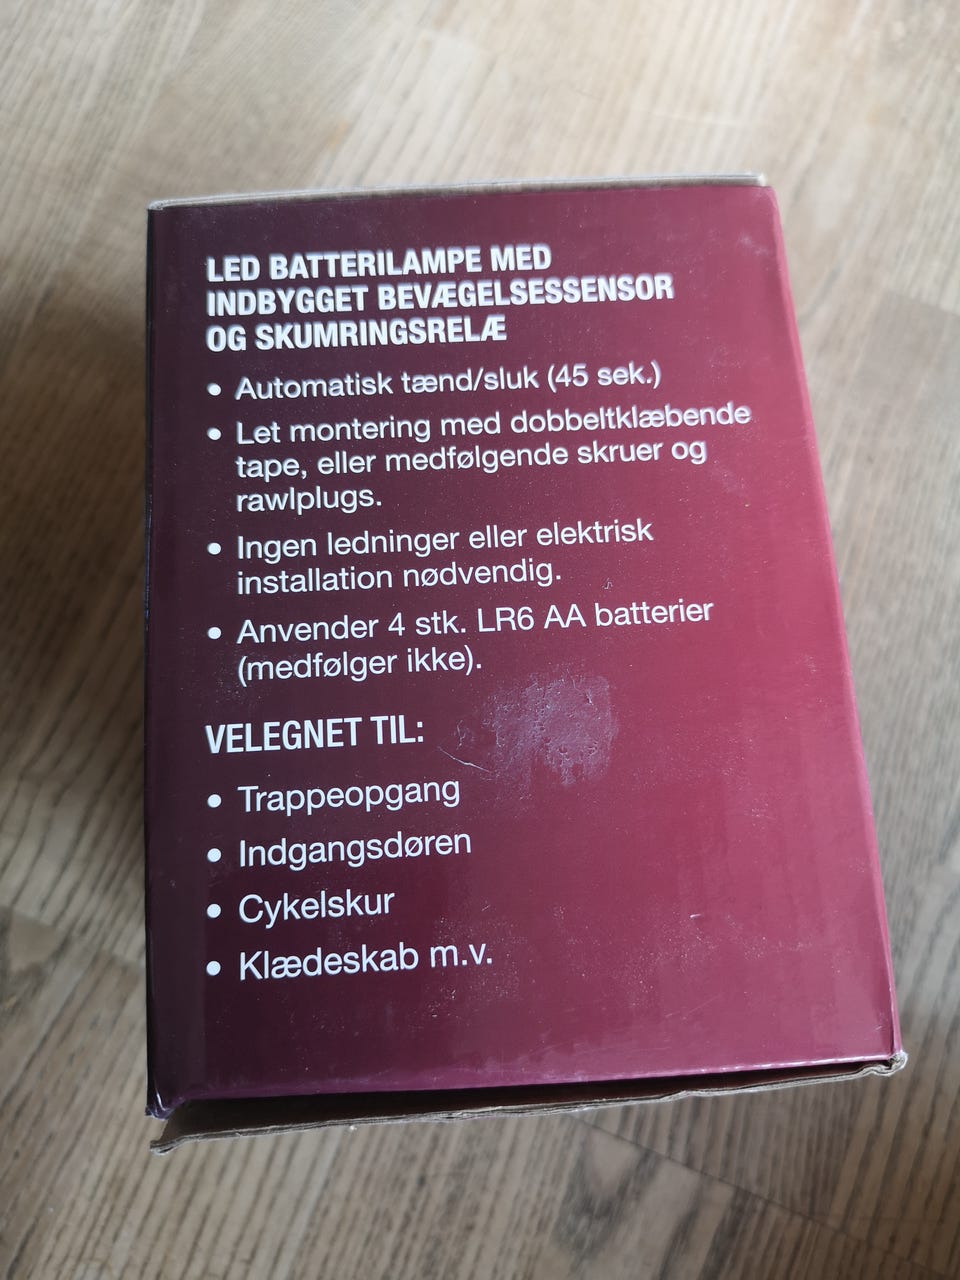 LED BATTERILAMPE MED
INDBYGGET BEVÆGELSESSENSOR
OG SKUMRINGSRELÆ
• Automatisk tænd/sluk (45 sek.)
• Let montering med dobbeltklæbende
tape, eller medfølgende skruer og
rawlplugs.
• Ingen ledninger eller elektrisk
installation nødvendig.
• Anvender 4 stk. LR6 AA batterier
(medfølger ikke).
VELEGNET TIL:
• Trappeopgang
• Indgangsdøren
• Cykelskur
• Klædeskab m.v.